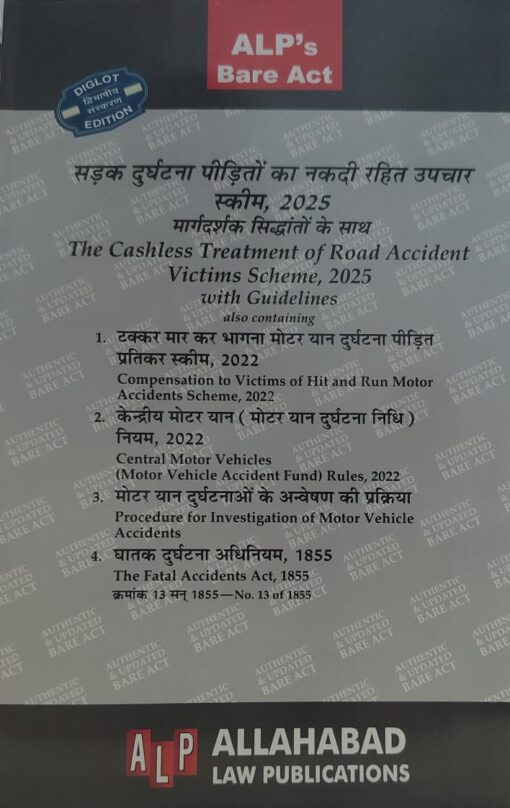 ALP's
Bare Act
DIGLOT
द्विभाषीय
संस्करण
EDITION
सड़क दुर्घटना पीड़ितों का नकदी रहित उपचार
स्कीम, 2025
मार्गदर्शक सिद्धांतों के साथ
The Cashless Treatment of Road Accident
Victims Scheme, 2025
with Guidelines
also containing
1. टक्कर मार कर भागना मोटर यान दुर्घटना पीड़ित
प्रतिकर स्कीम, 2022
Compensation to Victims of Hit and Run Motor
Accidents Scheme, 2022
2. केन्द्रीय मोटर यान ( मोटर यान दुर्घटना निधि )
नियम, 2022
Central Motor Vehicles
(Motor Vehicle Accident Fund) Rules, 2022
3. मोटर यान दुर्घटनाओं के अन्वेषण की प्रक्रिया
Procedure for Investigation of Motor Vehicle
Accidents
4. घातक दुर्घटना अधिनियम, 1855
The Fatal Accidents Act, 1855
क्रमांक 13 सन् 1855—No. 13 of 1855
AUTHENTIC
& UPDATED
BARE ACT
ALP ALLAHABAD
LAW PUBLICATIONS